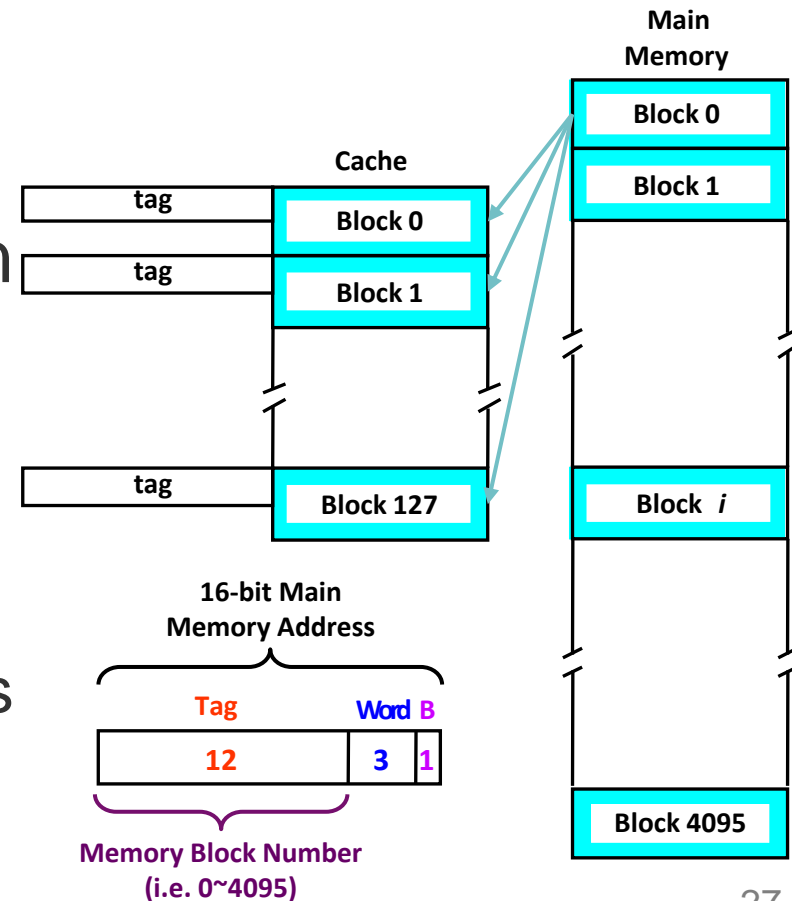 Main
Memory
Block 0
Block 1
Cache
tag
Block 0
tag
Block 1
tag
Block 127
Block i
16-bit Main
Memory Address
Tag Word B
12 3 1
Memory Block Number
(i.e. 0~4095)
Block 4095
n
s